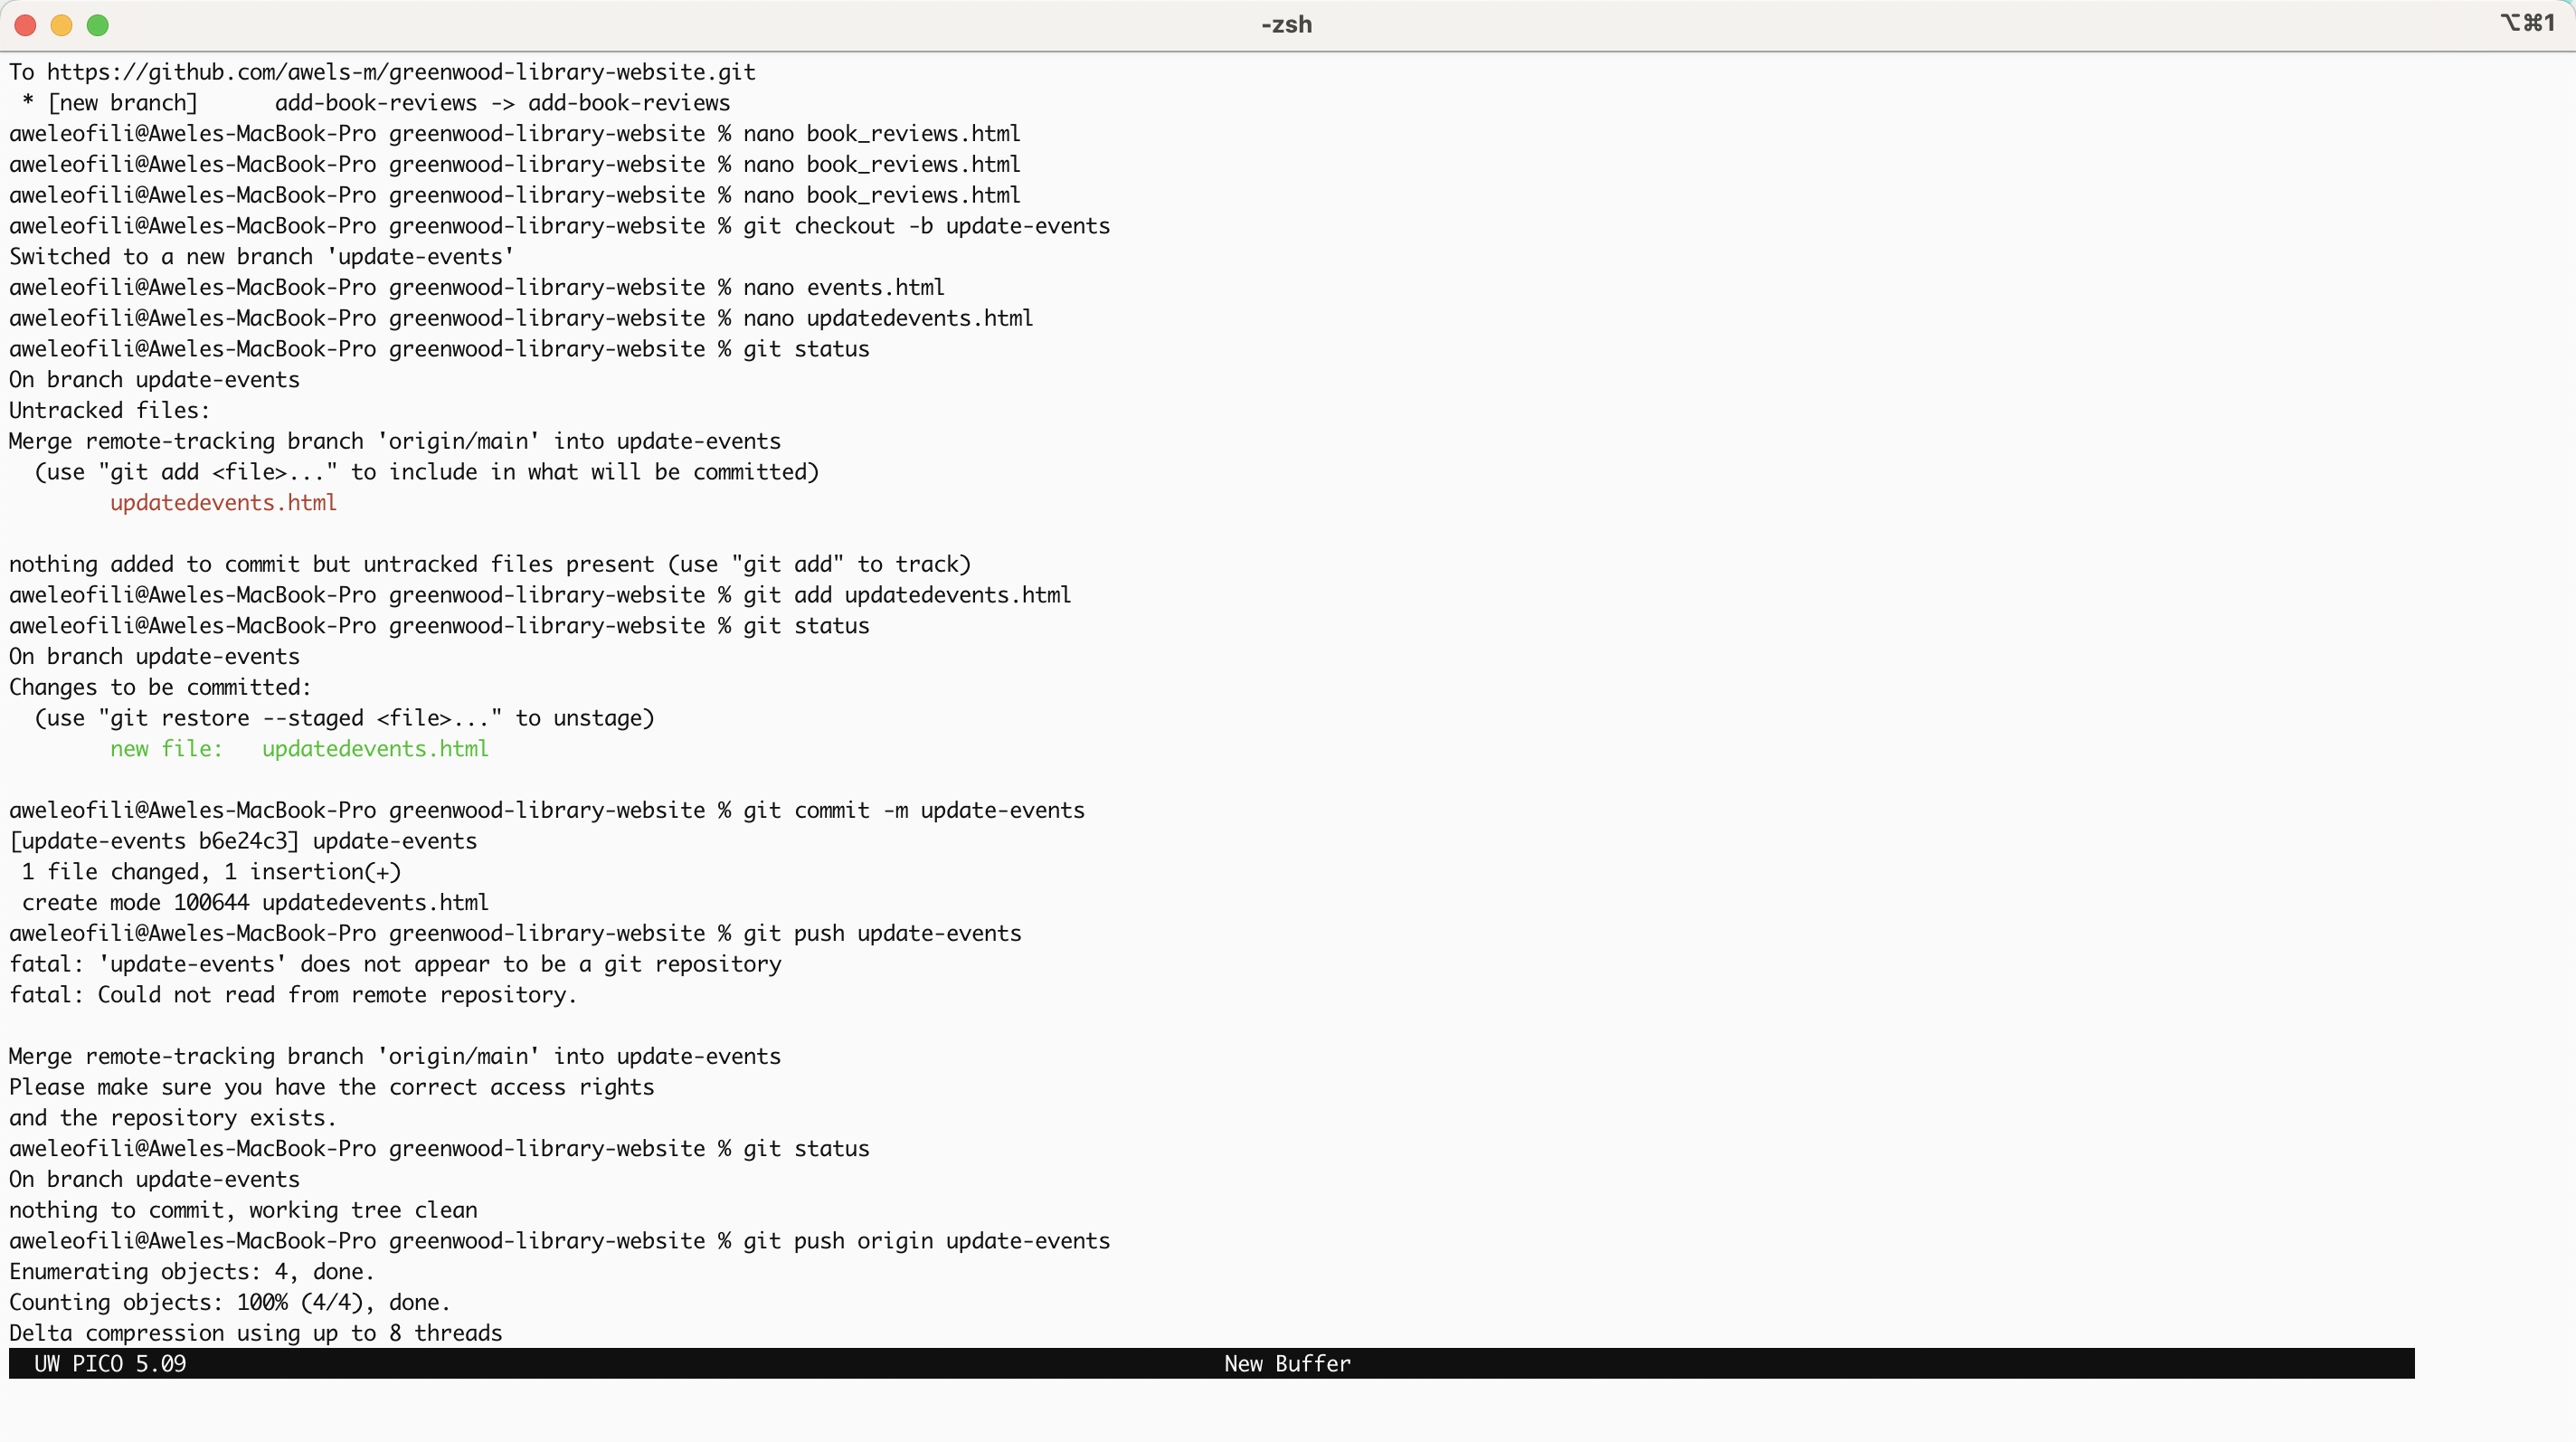 -zsh
⌥⌘1
To https://github.com/awels-m/greenwood-library-website.git
 * [new branch]      add-book-reviews -> add-book-reviews
aweleofili@Aweles-MacBook-Pro greenwood-library-website % nano book_reviews.html
aweleofili@Aweles-MacBook-Pro greenwood-library-website % nano book_reviews.html
aweleofili@Aweles-MacBook-Pro greenwood-library-website % nano book_reviews.html
aweleofili@Aweles-MacBook-Pro greenwood-library-website % git checkout -b update-events
Switched to a new branch 'update-events'
aweleofili@Aweles-MacBook-Pro greenwood-library-website % nano events.html
aweleofili@Aweles-MacBook-Pro greenwood-library-website % nano updatedevents.html
aweleofili@Aweles-MacBook-Pro greenwood-library-website % git status
On branch update-events
Untracked files:
Merge remote-tracking branch 'origin/main' into update-events
  (use "git add <file>..." to include in what will be committed)
        updatedevents.html

nothing added to commit but untracked files present (use "git add" to track)
aweleofili@Aweles-MacBook-Pro greenwood-library-website % git add updatedevents.html
aweleofili@Aweles-MacBook-Pro greenwood-library-website % git status
On branch update-events
Changes to be committed:
  (use "git restore --staged <file>..." to unstage)
        new file:   updatedevents.html

aweleofili@Aweles-MacBook-Pro greenwood-library-website % git commit -m update-events
[update-events b6e24c3] update-events
 1 file changed, 1 insertion(+)
 create mode 100644 updatedevents.html
aweleofili@Aweles-MacBook-Pro greenwood-library-website % git push update-events
fatal: 'update-events' does not appear to be a git repository
fatal: Could not read from remote repository.

Merge remote-tracking branch 'origin/main' into update-events
Please make sure you have the correct access rights
and the repository exists.
aweleofili@Aweles-MacBook-Pro greenwood-library-website % git status
On branch update-events
nothing to commit, working tree clean
aweleofili@Aweles-MacBook-Pro greenwood-library-website % git push origin update-events
Enumerating objects: 4, done.
Counting objects: 100% (4/4), done.
Delta compression using up to 8 threads
  UW PICO 5.09                                                                                  New Buffer